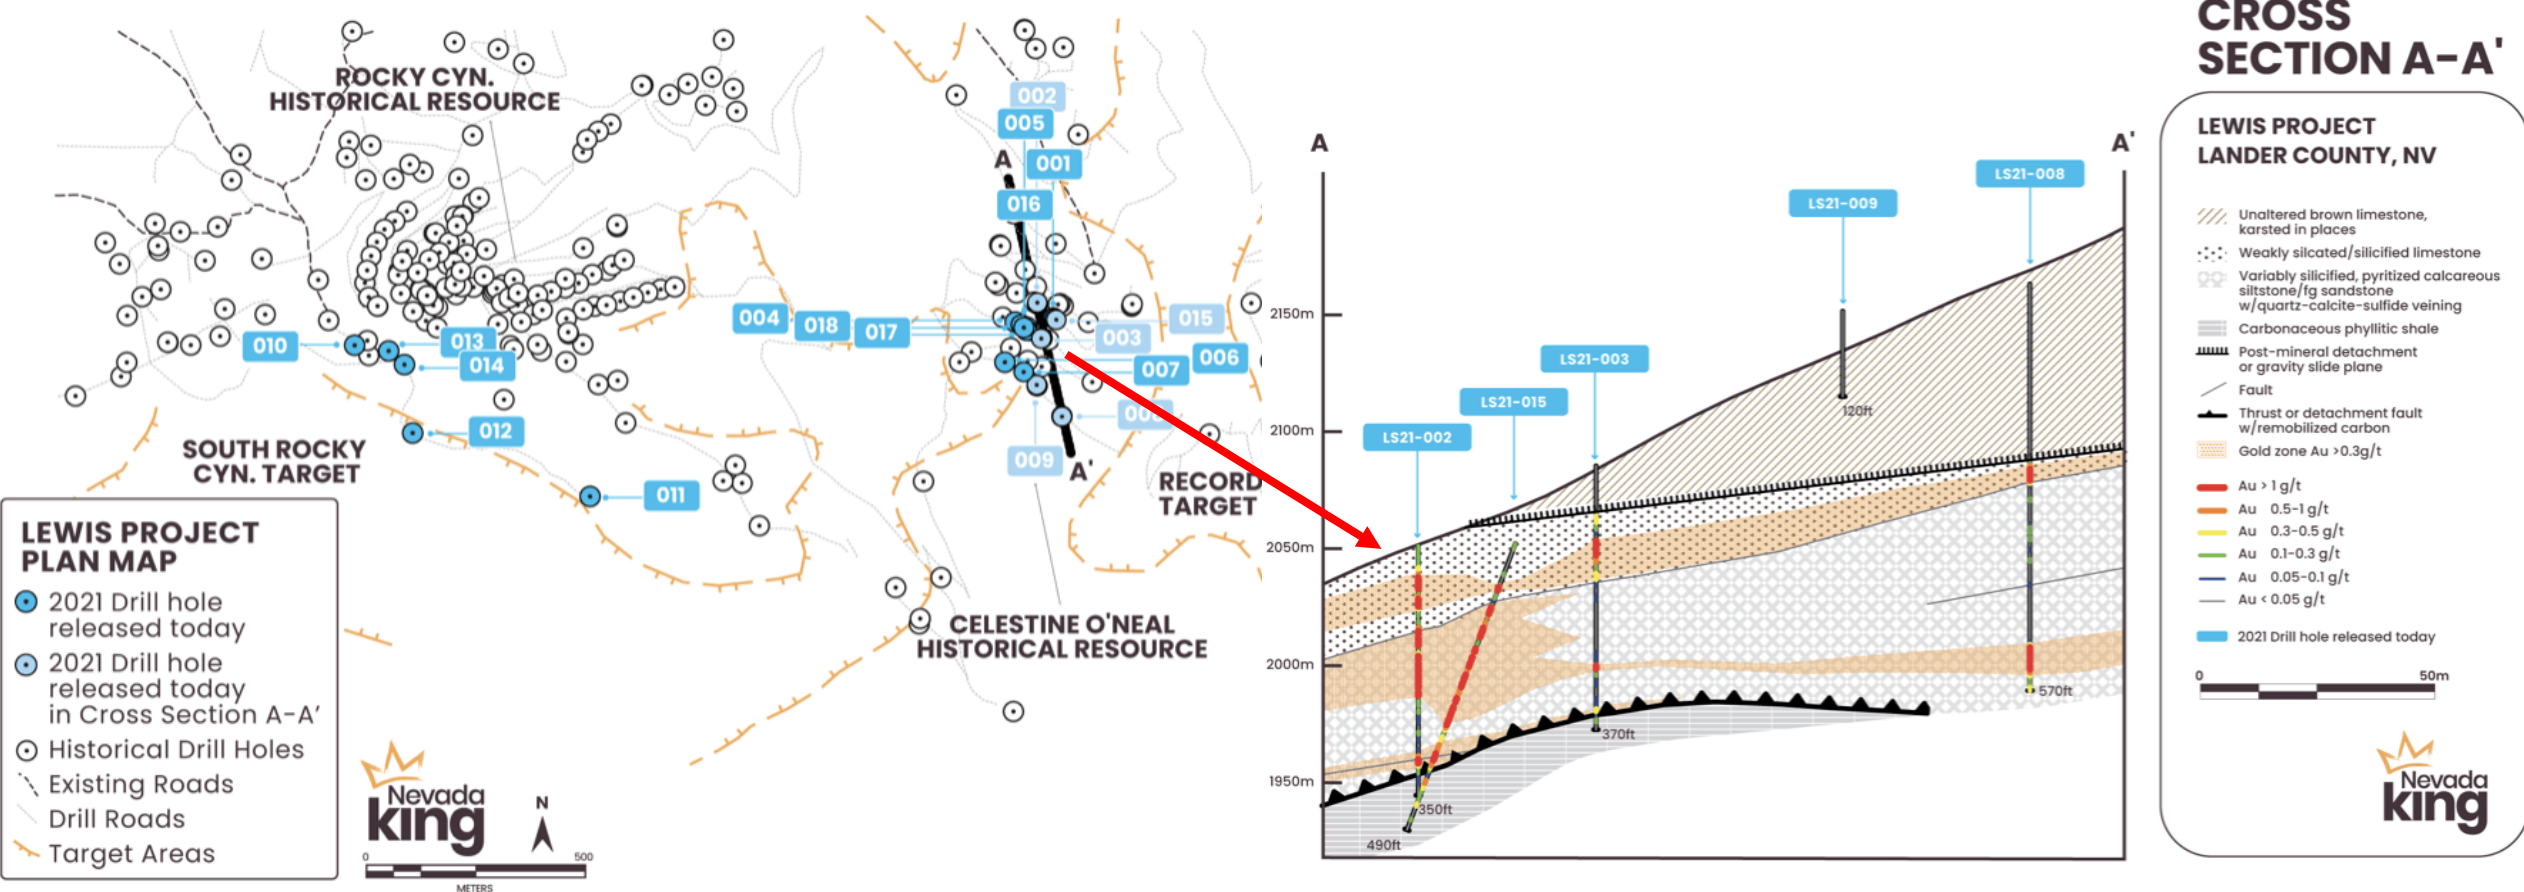 ROCKY CYN.
HISTORICAL RESOURCE
002
005
A
001
016
004
018
017
015
003
006
007
010
013
014
012
011
009
A'
SOUTH ROCKY
CYN. TARGET
RECORD
TARGET
CELESTINE O'NEAL
HISTORICAL RESOURCE
LEWIS PROJECT
PLAN MAP
2021 Drill hole
released today
2021 Drill hole
released today
in Cross Section A-A'
Historical Drill Holes
Existing Roads
Drill Roads
Target Areas
Nevada
king
N
0 500
METERS
A
A'
LS21-008
LS21-009
LS21-003
LS21-015
LS21-002
2150m
2100m
2050m
2000m
1950m
120ft
570ft
370ft
350ft
490ft
CROSS
SECTION A-A'
LEWIS PROJECT
LANDER COUNTY, NV
Unaltered brown limestone,
karsted in places
Weakly silcated/silicified limestone
Variably silicified, pyritized calcareous
siltstone/fg sandstone
w/quartz-calcite-sulfide veining
Carbonaceous phyllitic shale
Post-mineral detachment
or gravity slide plane
Fault
Thrust or detachment fault
w/remobilized carbon
Gold zone Au >0.3g/t
Au > 1 g/t
Au 0.5-1 g/t
Au 0.3-0.5 g/t
Au 0.1-0.3 g/t
Au 0.05-0.1 g/t
Au < 0.05 g/t
2021 Drill hole released today
0 50m
Nevada
king